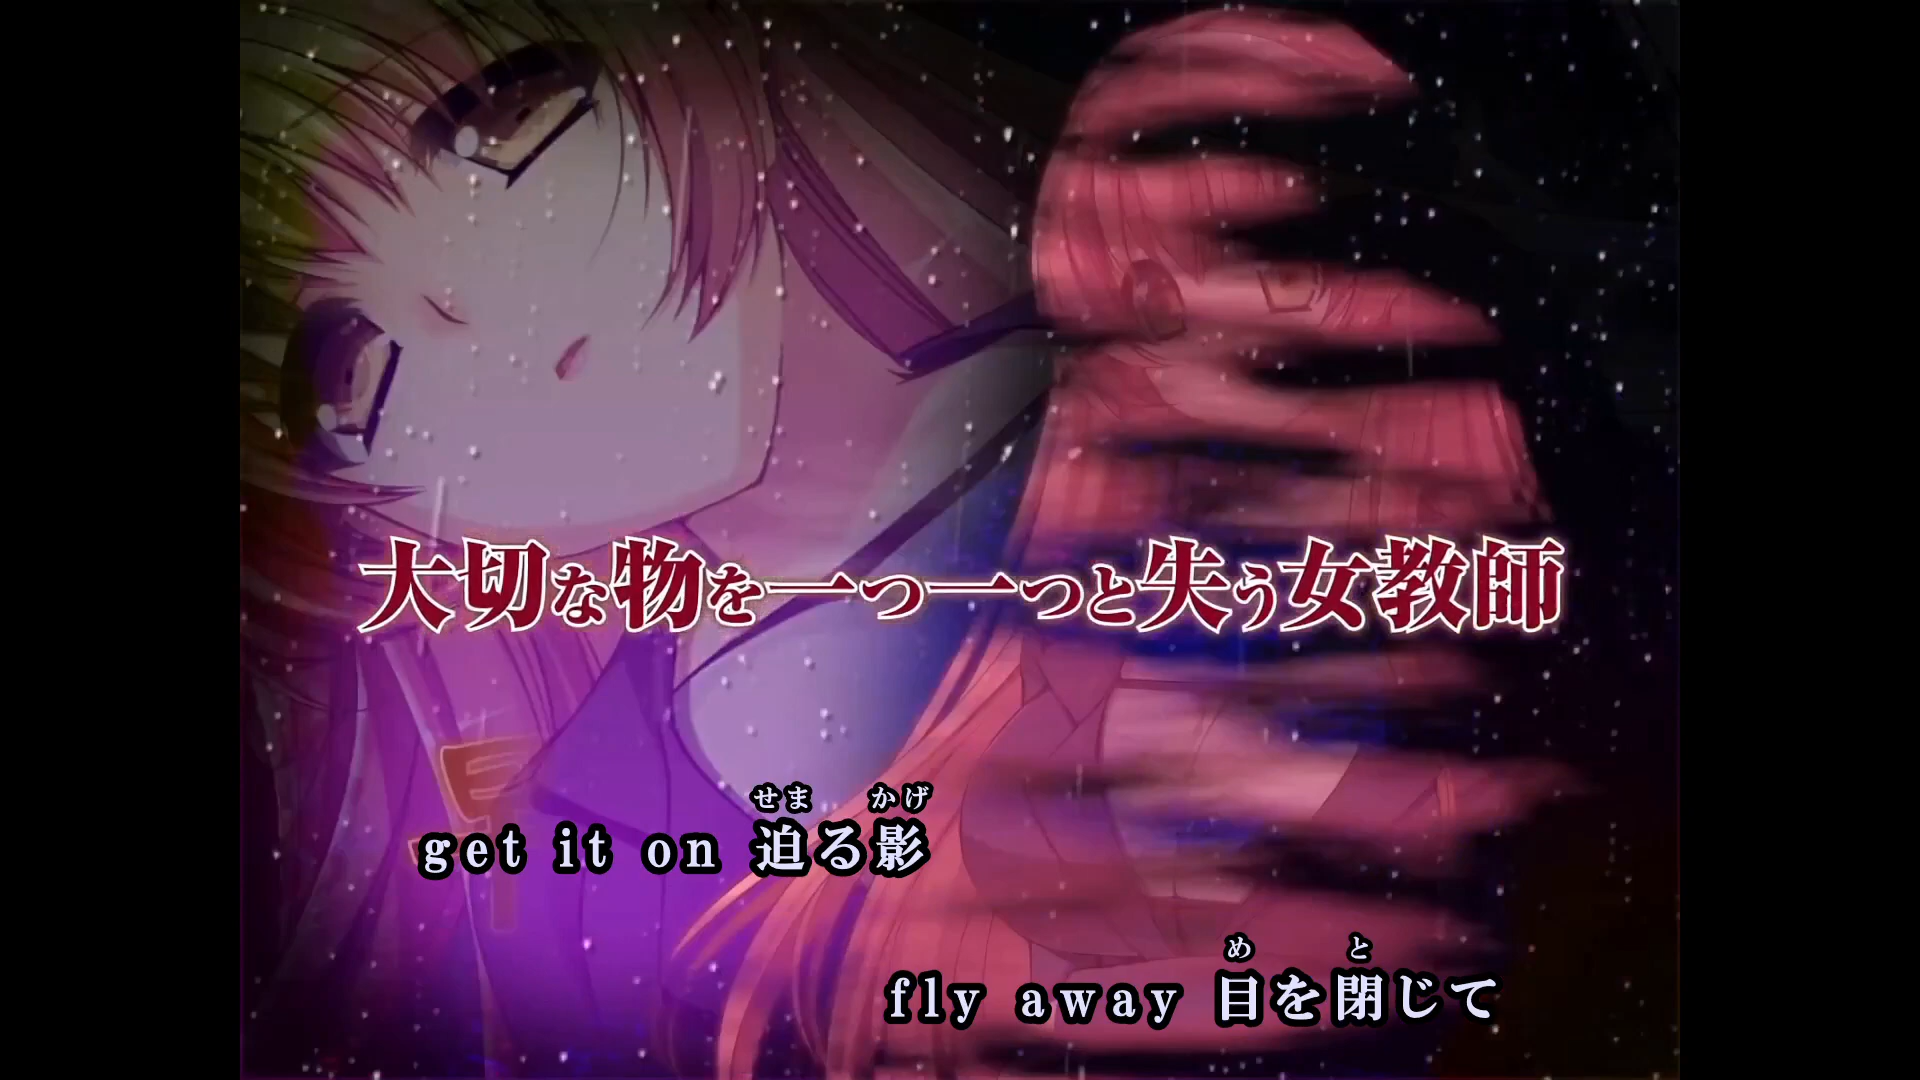 大切な物を一つ一つと失う女教師
せま かげ
get it on 迫る影
め と
fly away 目を閉じて